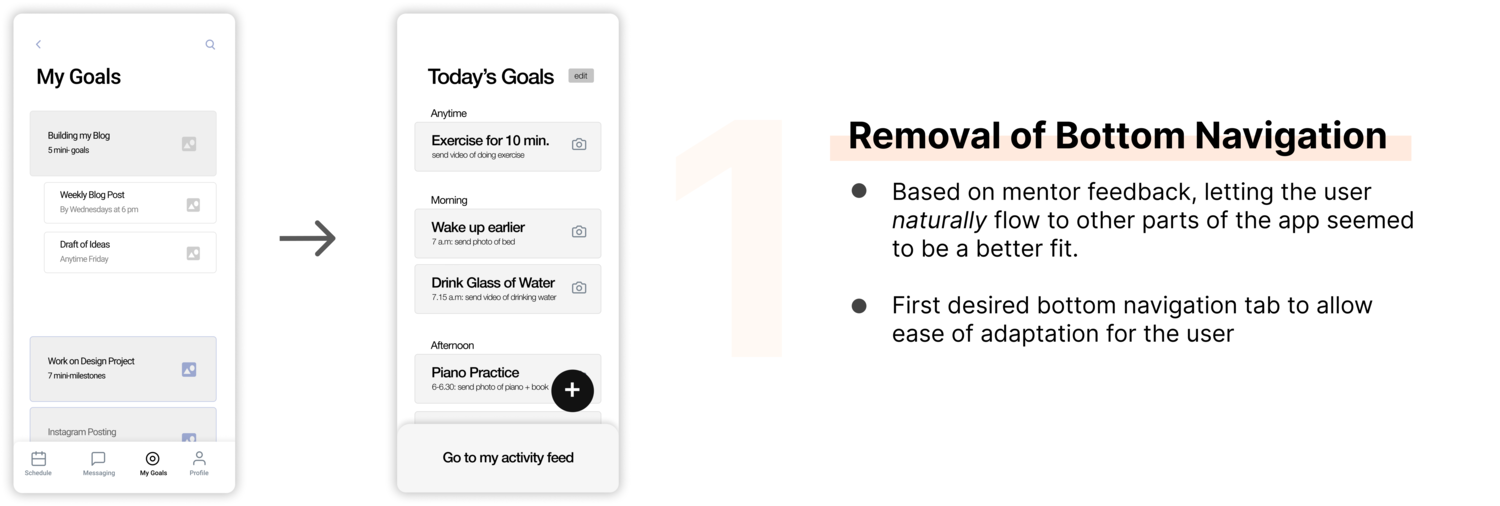 My Goals
Building my Blog
5 mini- goals
Weekly Blog Post
By Wednesdays at 6 pm
Draft of Ideas
Anytime Friday
Work on Design Project
7 mini-milestones
Instagram Posting
Schedule
Messaging
My Goals
Profile
Today's Goals
edit
Anytime
Exercise for 10 min.
send video of doing exercise
Morning
Wake up earlier
7 a.m: send photo of bed
Drink Glass of Water
7.15 a.m: send video of drinking water
Afternoon
Piano Practice
6-6.30: send photo of piano + book
+
Go to my activity feed
1
Removal of Bottom Navigation
● Based on mentor feedback, letting the user
naturally flow to other parts of the app seemed
to be a better fit.
● First desired bottom navigation tab to allow
ease of adaptation for the user